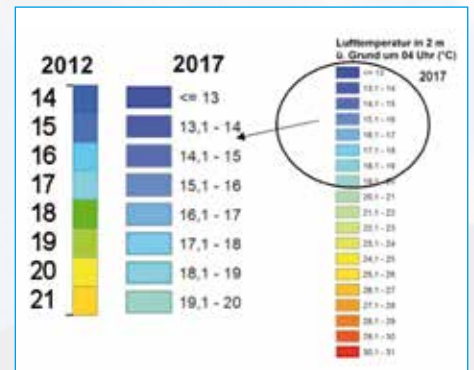 2012
14
15
16
17
18
19
20
21
2017
<= 13
13,1 - 14
14,1 - 15
15,1 - 16
16,1 - 17
17,1 - 18
18,1 - 19
19,1 - 20
Lufttemperatur in 2 m
ü. Grund um 04 Uhr (°C)
2017
<= 13
13,1 - 14
14,1 - 15
15,1 - 16
16,1 - 17
17,1 - 18
18,1 - 19
19,1 - 20
20,1 - 21
21,1 - 22
22,1 - 23
23,1 - 24
24,1 - 25
25,1 - 26
26,1 - 27
27,1 - 28
28,1 - 29
29,1 - 30
30,1 - 31